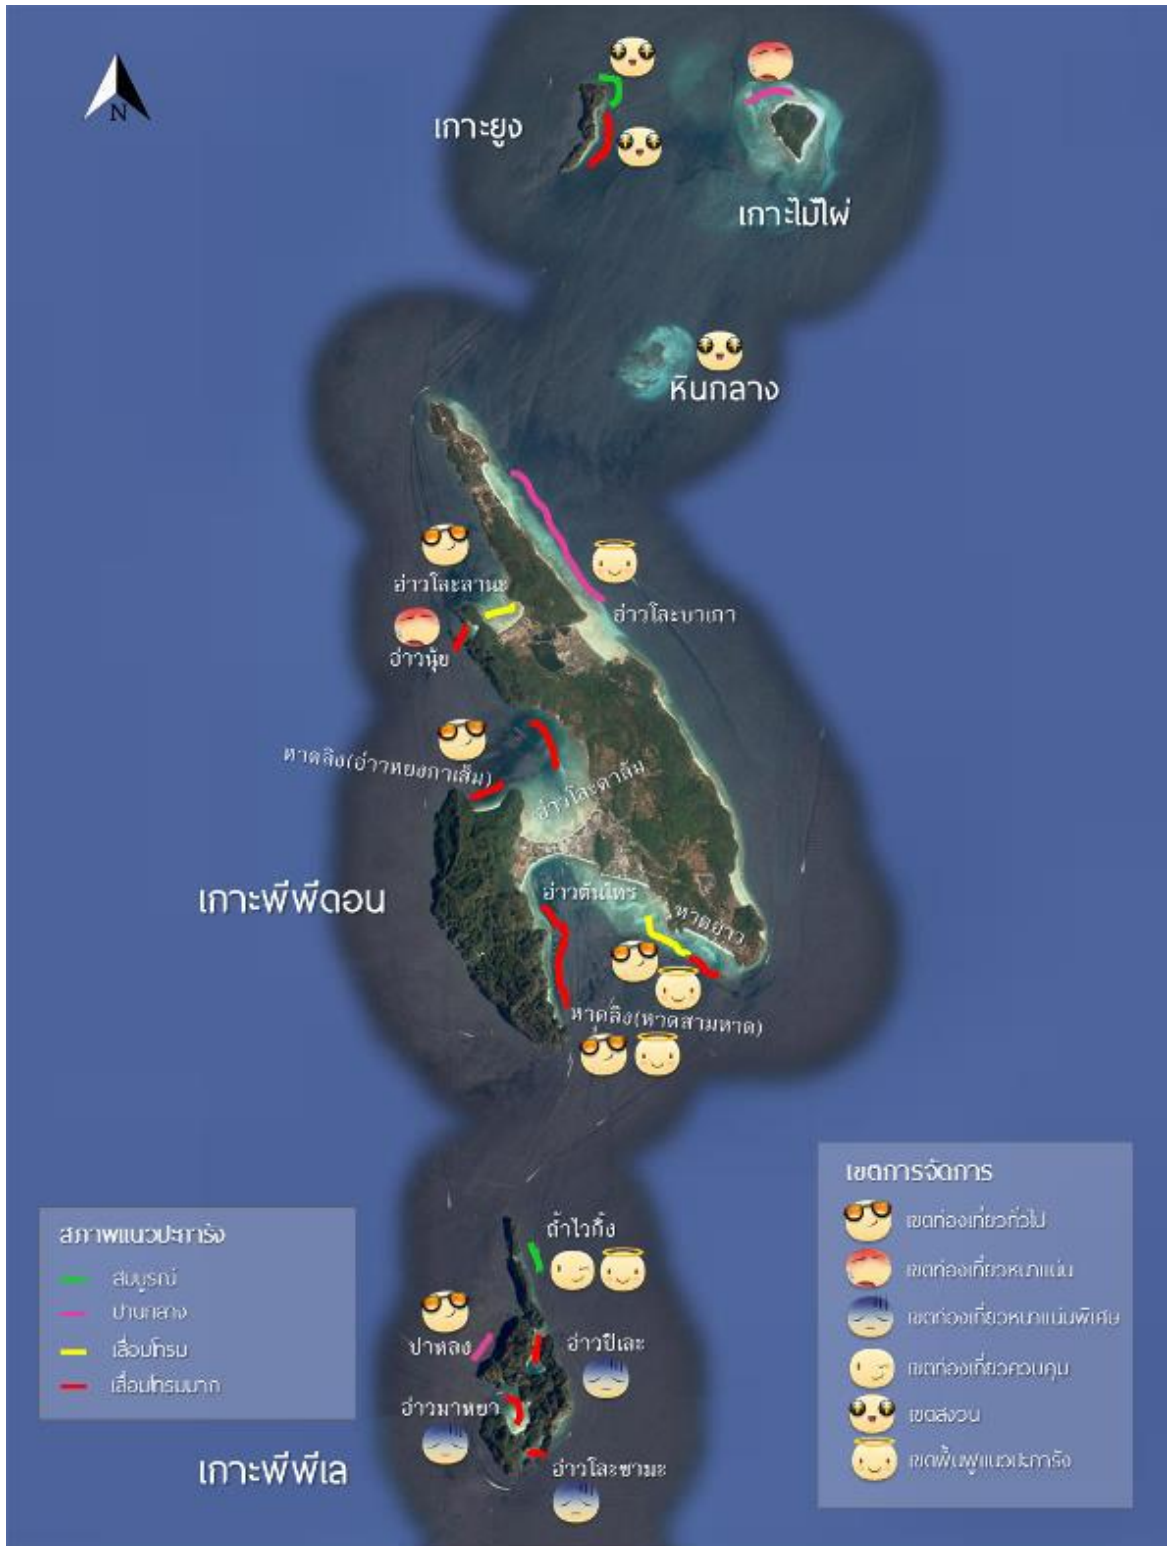 N
เกาะยูง
เกาะไม้ไผ่
หินกลาง
อ่าวโละลานะ
อ่าวโละบาเกา
อ่าวนุ้ย
หาดลิง(อ่าวหยงกาเส็ม)
อ่าวโละดาลัม
เกาะพีพีดอน
อ่าวต้นไทร
หาดยาว
หาดลิง(หาดสามหาด)
เขตการจัดการ
เขตท่องเที่ยวทั่วไป
เขตท่องเที่ยวหนาแน่น
เขตท่องเที่ยวหนาแน่นพิเศษ
เขตท่องเที่ยวควบคุม
เขตสงวน
เขตฟื้นฟูแนวปะการัง
สภาพแนวปะการัง
สมบูรณ์
ปานกลาง
เสื่อมโทรม
เสื่อมโทรมมาก
ถ้ำไวกิ้ง
ปาหลง
อ่าวปิเละ
อ่าวมาหยา
อ่าวโละซามะ
เกาะพีพีเล